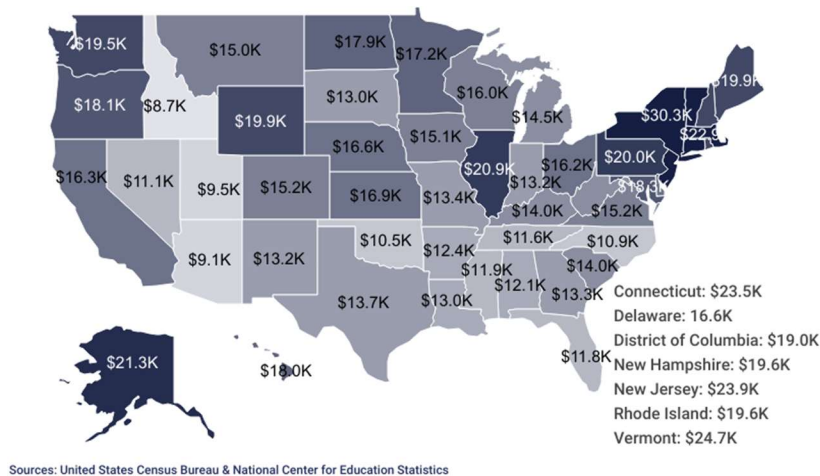 $19.5K
$15.0K
$17.9K
$17.2K
$19.9K
$18.1K
$8.7K
$13.0K
$16.0K
$14.5K
$30.3K
$19.9K
$22.9
$16.6K
$15.1K
$20.9K
$16.2K
$20.0K
$16.3K
$11.1K
$9.5K
$15.2K
$16.9K
$13.4K
$13.2K
$18.3K
$14.0K
$15.2K
$9.1K
$13.2K
$10.5K
$12.4K
$11.6K
$10.9K
$11.9K
$12.1K
$14.0K
$13.7K
$13.0K
$13.3K
Connecticut: $23.5K
Delaware: 16.6K
District of Columbia: $19.0K
$21.3K
$18.0K
$11.8K
New Hampshire: $19.6K
New Jersey: $23.9K
Rhode Island: $19.6K
Vermont: $24.7K
Sources: United States Census Bureau & National Center for Education Statistics